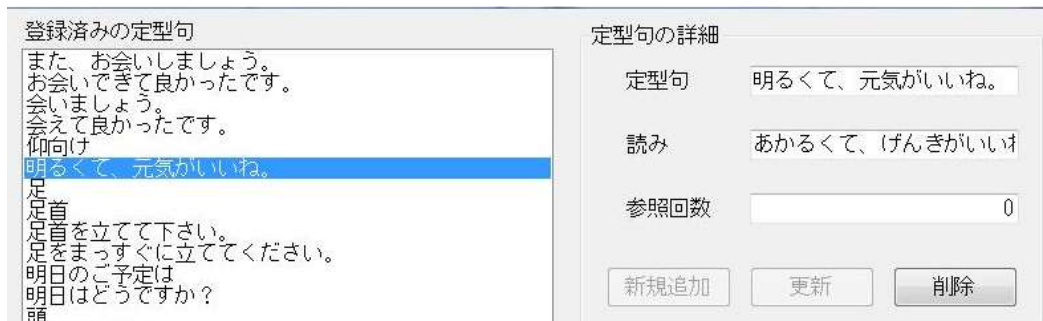 登録済みの定型句
また、お会いしましょう。
お会いできて良かったです。
会いましょう。
会えて良かったです。
仰向け
明るくて、元気がいいね。
足
足首
足首を立てて下さい。
足をまっすぐに立ててください。
明日のご予定は
明日はどうですか？
頭
定型句の詳細
定型句 明るくて、元気がいいね。
読み あかるくて、げんきがいいね
参照回数 0
新規追加 更新 削除